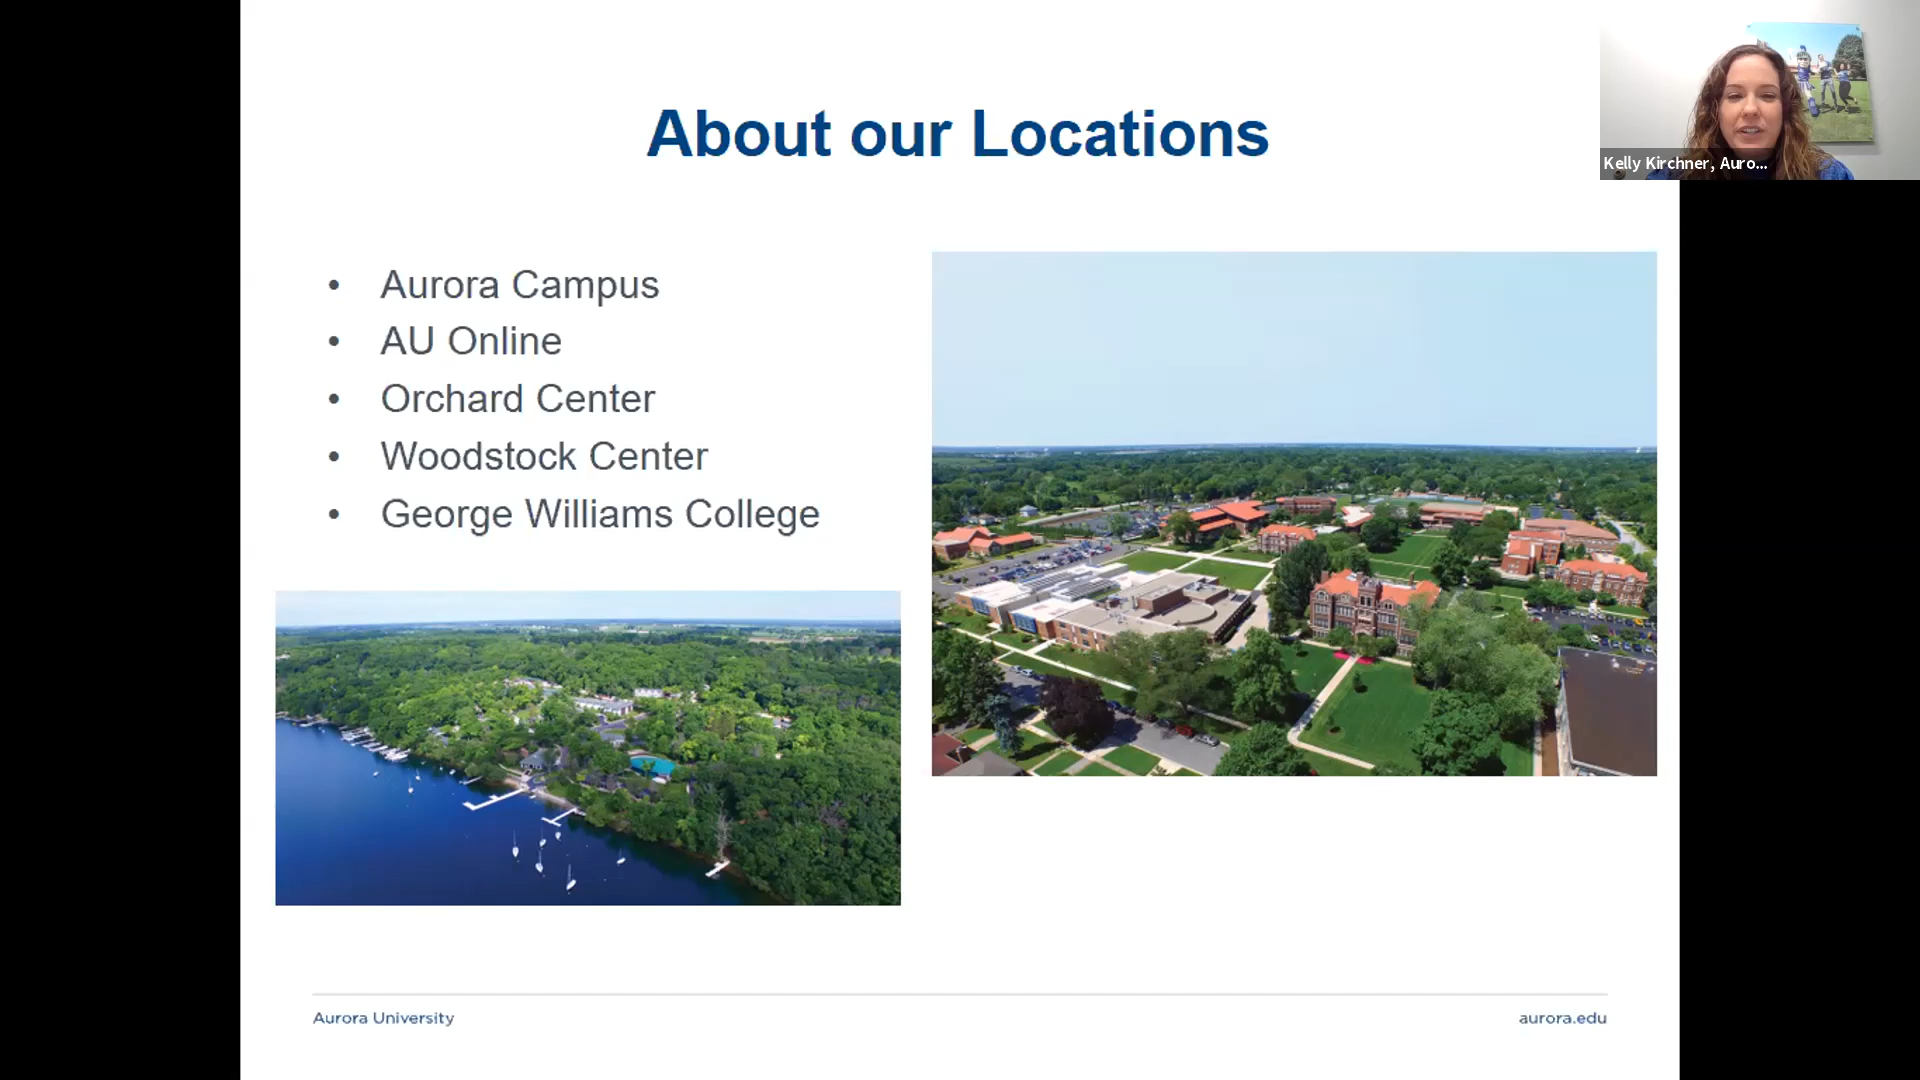 About our Locations
Kelly Kirchner, Auro...
• Aurora Campus
• AU Online
• Orchard Center
• Woodstock Center
• George Williams College
Aurora University
aurora.edu